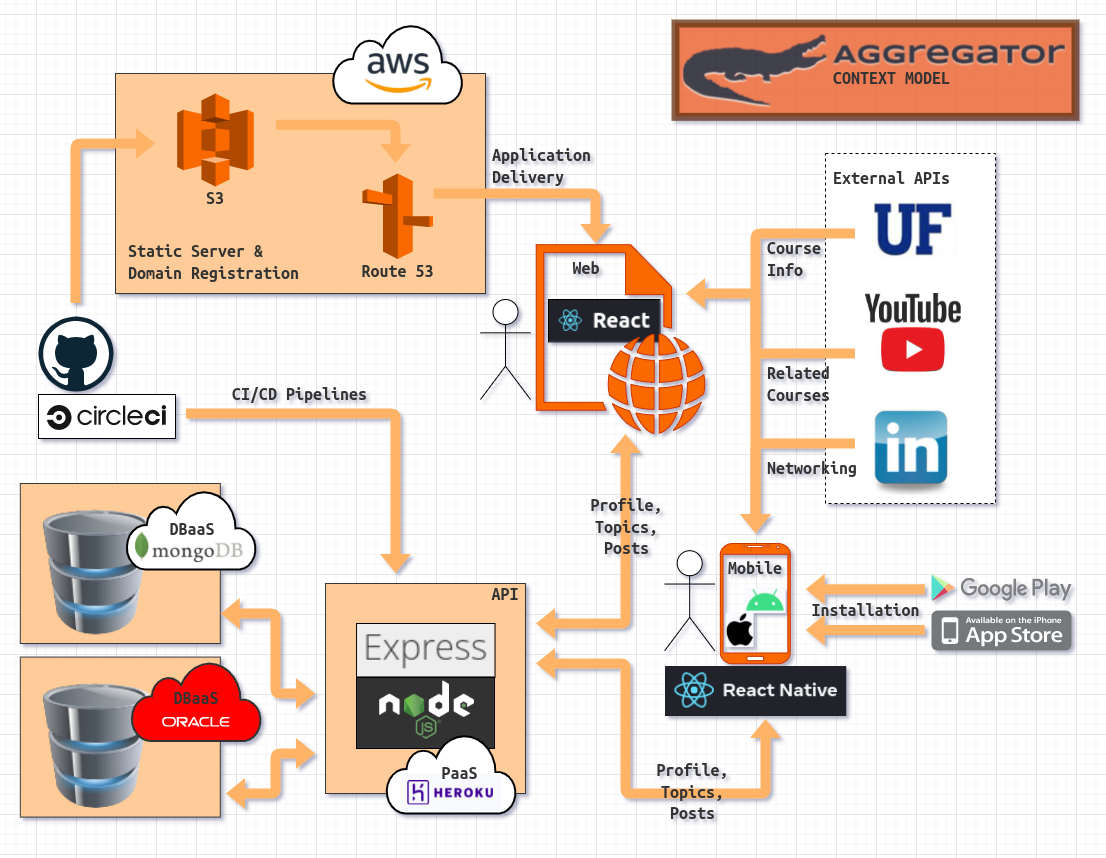 aws
AGGREGATOR
CONTEXT MODEL
S3
Static Server &
Domain Registration
Route 53
Application
Delivery
External APIs
UF
Course
Info
YouTube
Related
Courses
in
Networking
Web
React
circleci
CI/CD Pipelines
Profile,
Topics,
Posts
DBaaS
mongoDB
DBaaS
ORACLE
API
Express
node
JS
PaaS
HEROKU
Mobile
React Native
Installation
Google Play
Available on the iPhone
App Store
Profile,
Topics,
Posts